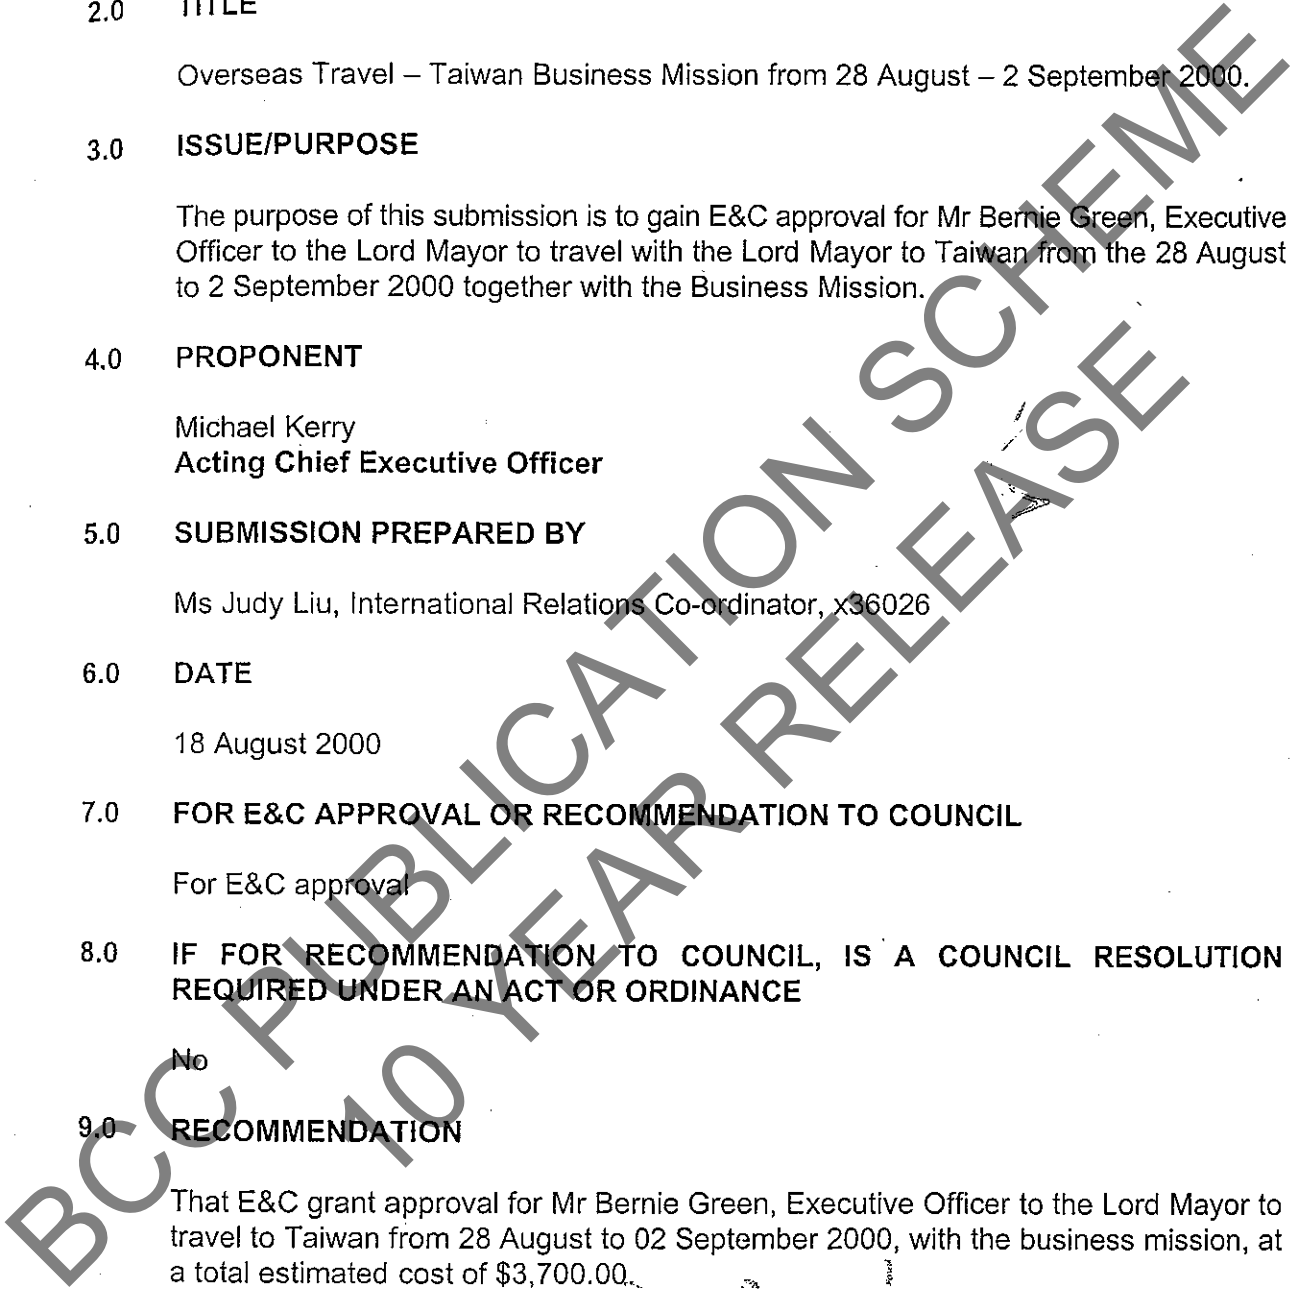 2.0 TITLE
Overseas Travel – Taiwan Business Mission from 28 August – 2 September 2000.
3.0 ISSUE/PURPOSE
The purpose of this submission is to gain E&C approval for Mr Bernie Green, Executive
Officer to the Lord Mayor to travel with the Lord Mayor to Taiwan from the 28 August
to 2 September 2000 together with the Business Mission.
4.0 PROPONENT
Michael Kerry
Acting Chief Executive Officer
5.0 SUBMISSION PREPARED BY
Ms Judy Liu, International Relations Co-ordinator, x36026
6.0 DATE
18 August 2000
7.0 FOR E&C APPROVAL OR RECOMMENDATION TO COUNCIL
For E&C approval
8.0 IF FOR RECOMMENDATION TO COUNCIL, IS A COUNCIL RESOLUTION
REQUIRED UNDER AN ACT OR ORDINANCE
No
9.0 RECOMMENDATION
That E&C grant approval for Mr Bernie Green, Executive Officer to the Lord Mayor to
travel to Taiwan from 28 August to 02 September 2000, with the business mission, at
a total estimated cost of $3,700.00.
BCC PUBLICATION SCHEME
10 YEAR RELEASE